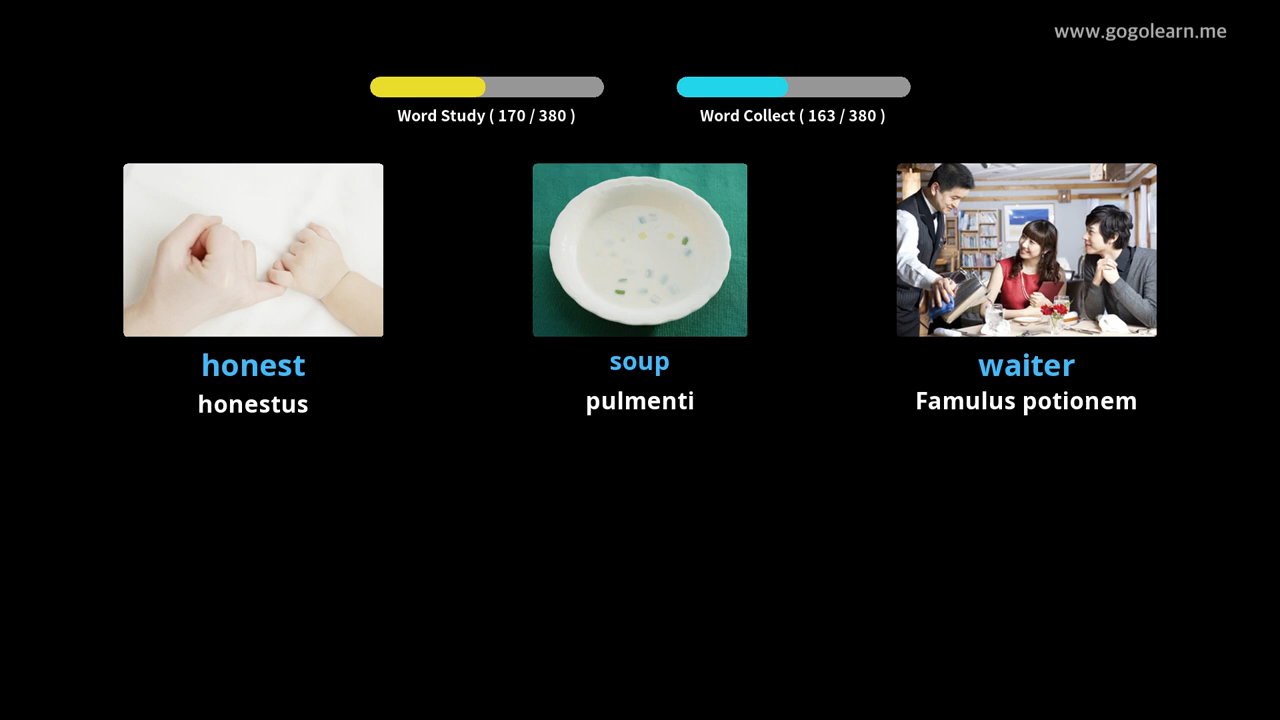 www.gogolearn.me
Word Study ( 170 / 380 )
Word Collect ( 163 / 380 )
honest
honestus
soup
pulmenti
waiter
Famulus potionem